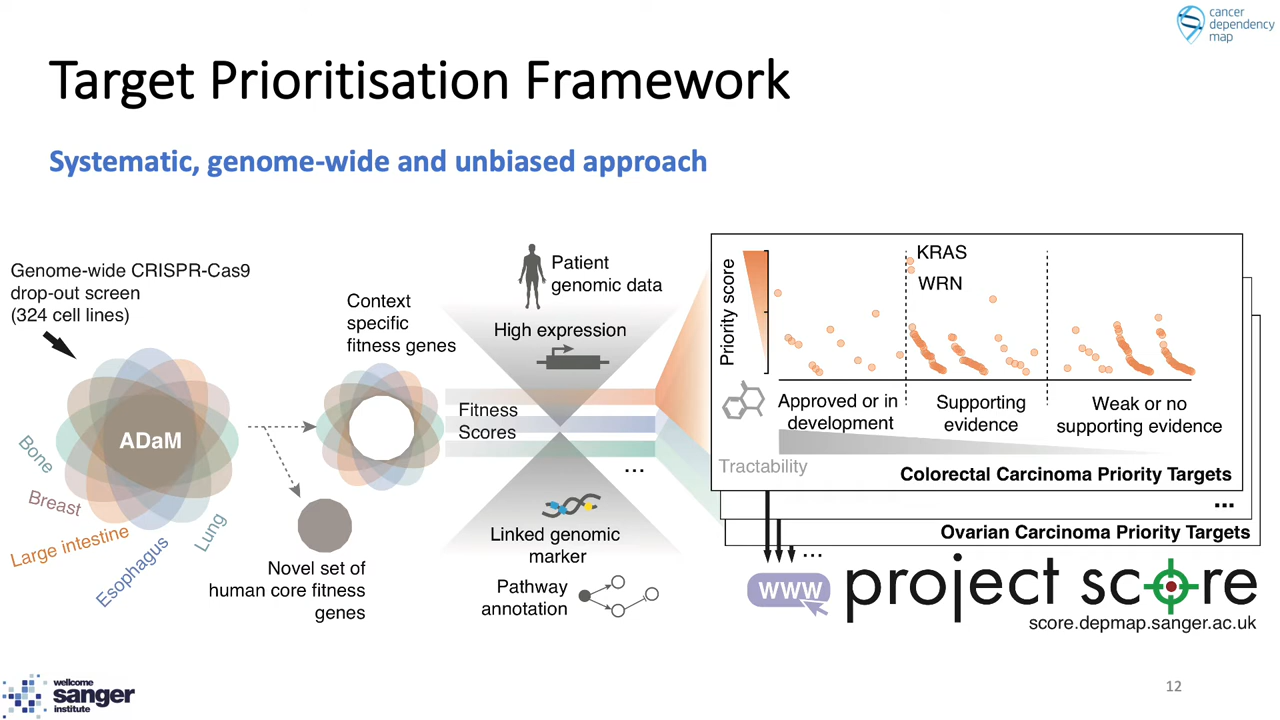 cancer
dependency
map
Target Prioritisation Framework
Systematic, genome-wide and unbiased approach
Genome-wide CRISPR-Cas9
drop-out screen
(324 cell lines)
ADaM
Bone
Breast
Large intestine
Esophagus
Lung
Context
specific
fitness genes
Novel set of
human core fitness
genes
Patient
genomic data
High expression
Fitness
Scores
...
Linked genomic
marker
Pathway
annotation
Priority score
KRAS
WRN
Approved or in
development
Supporting
evidence
Weak or no
supporting evidence
Tractability
Colorectal Carcinoma Priority Targets
...
Ovarian Carcinoma Priority Targets
...
www
project score
score.depmap.sanger.ac.uk
wellcome
sanger
institute
12